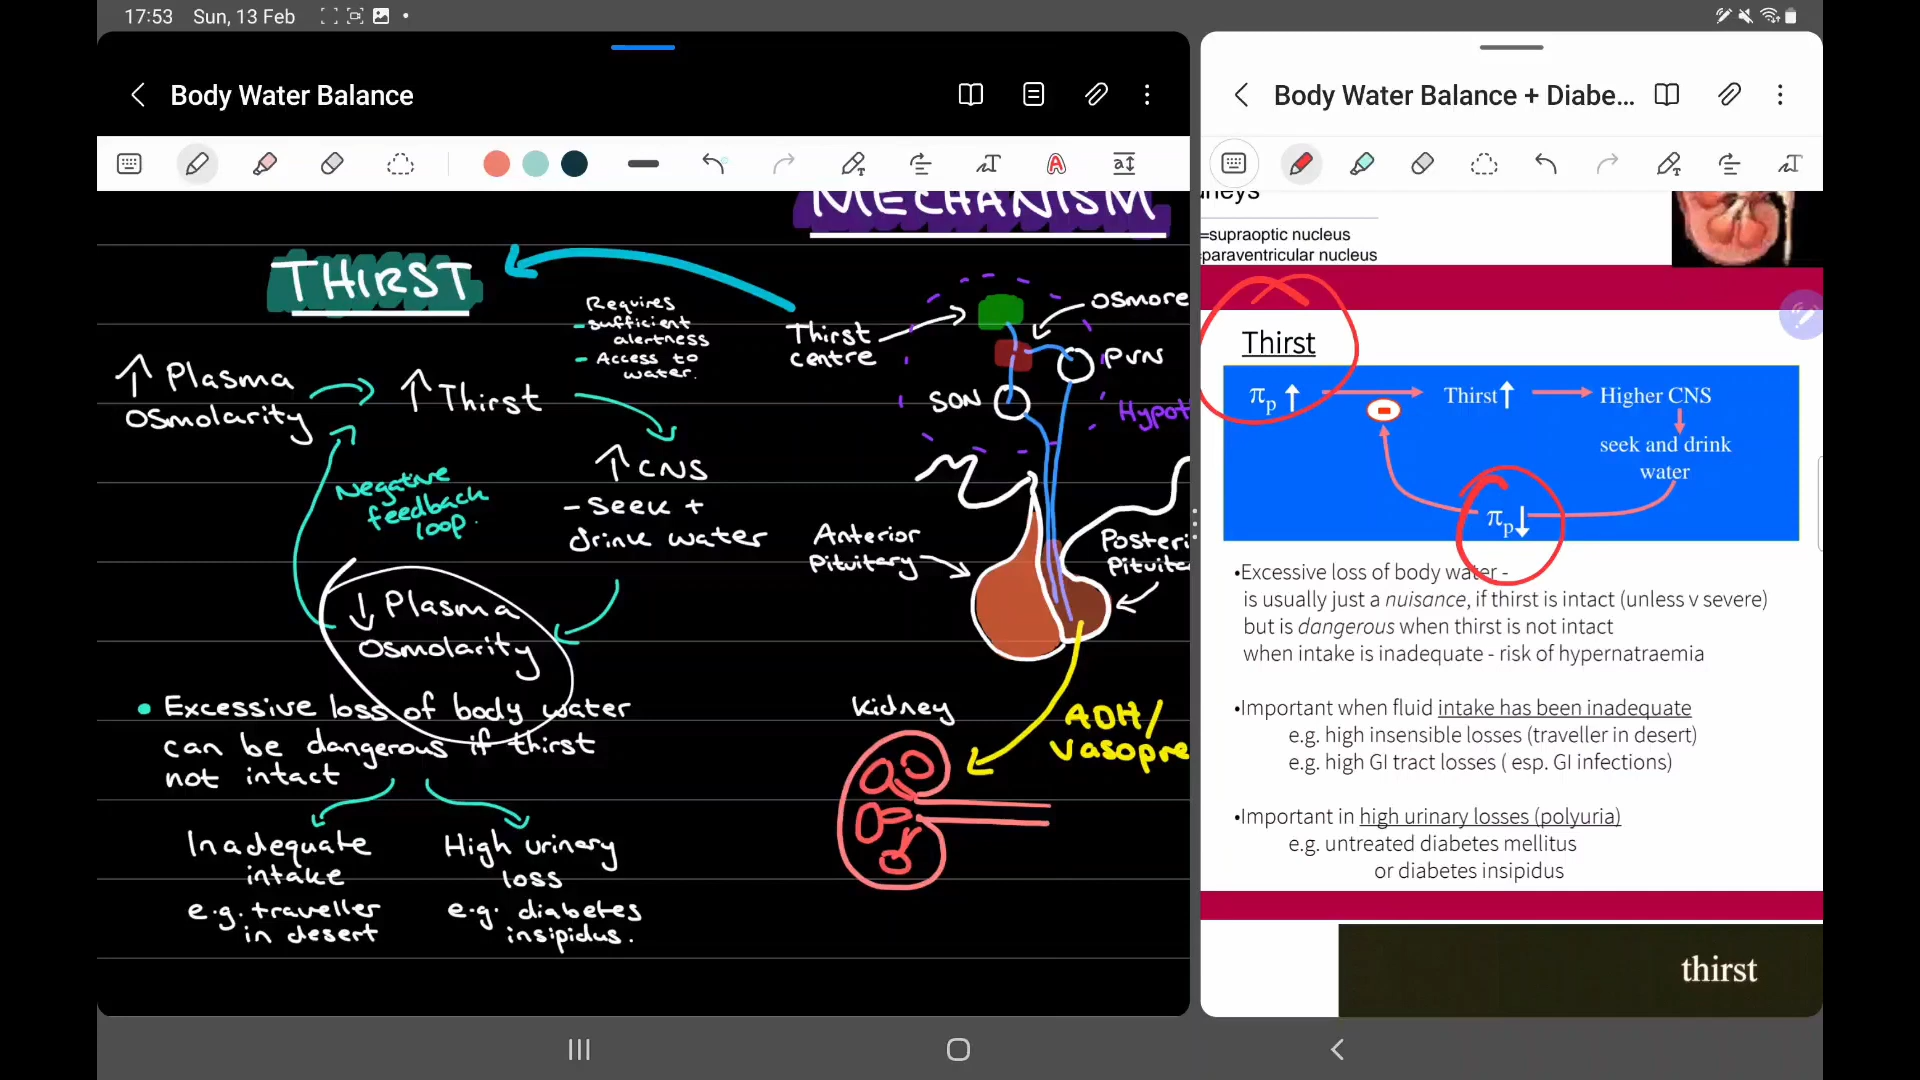 17:53 Sun, 13 Feb
Body Water Balance
MECHANISM
THIRST
Requires
- sufficient
alertness
- Access to
water.
↑ Plasma
Osmolarity
↑ Thirst
↑ CNS
- Seek +
drink water
Negative
feedback
loop.
↓ Plasma
Osmolarity
• Excessive loss of body water
can be dangerous if thirst
not intact
Inadequate
intake
e.g. traveller
in desert
High urinary
loss
e.g. diabetes
insipidus.
Thirst
centre
Osmore
PVN
SON
Hypot
Anterior
Pituitary
Posteri
Pituita
Kidney
ADH/
Vasopre
Body Water Balance + Diabe...
neys
=supraoptic nucleus
paraventricular nucleus
Thirst
πp ↑
Thirst ↑
Higher CNS
seek and drink
water
πp ↓
•Excessive loss of body water -
is usually just a nuisance, if thirst is intact (unless v severe)
but is dangerous when thirst is not intact
when intake is inadequate - risk of hypernatraemia
•Important when fluid intake has been inadequate
e.g. high insensible losses (traveller in desert)
e.g. high GI tract losses ( esp. GI infections)
•Important in high urinary losses (polyuria)
e.g. untreated diabetes mellitus
or diabetes insipidus
thirst